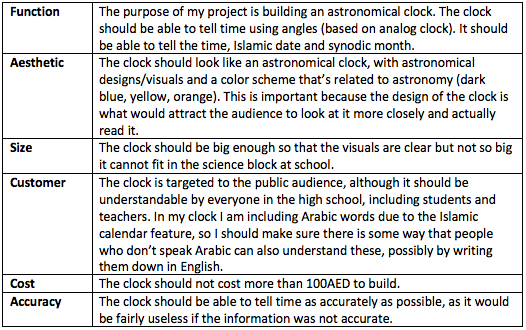 Function The purpose of my project is building an astronomical clock. The clock
should be able to tell time using angles (based on analog clock). It should
be able to tell the time, Islamic date and synodic month.
Aesthetic The clock should look like an astronomical clock, with astronomical
designs/visuals and a color scheme that's related to astronomy (dark
blue, yellow, orange). This is important because the design of the clock is
what would attract the audience to look at it more closely and actually
read it.
Size The clock should be big enough so that the visuals are clear but not so big
it cannot fit in the science block at school.
Customer The clock is targeted to the public audience, although it should be
understandable by everyone in the high school, including students and
teachers. In my clock I am including Arabic words due to the Islamic
calendar feature, so I should make sure there is some way that people
who don't speak Arabic can also understand these, possibly by writing
them down in English.
Cost The clock should not cost more than 100AED to build.
Accuracy The clock should be able to tell time as accurately as possible, as it would
be fairly useless if the information was not accurate.